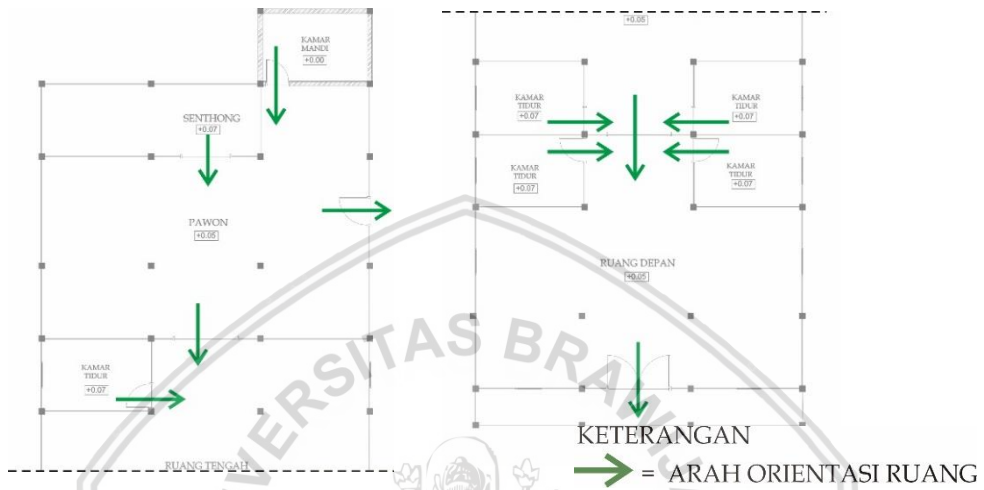 KAMAR
MANDI
+0.00
SENTHONG
+0.07
PAWON
+0.05
KAMAR
TIDUR
+0.07
RUANG TENGAH
+0.05
KAMAR
TIDUR
+0.07
KAMAR
TIDUR
+0.07
KAMAR
TIDUR
+0.07
KAMAR
TIDUR
+0.07
RUANG DEPAN
+0.05
KETERANGAN
= ARAH ORIENTASI RUANG
ERSITAS BRAWIJ